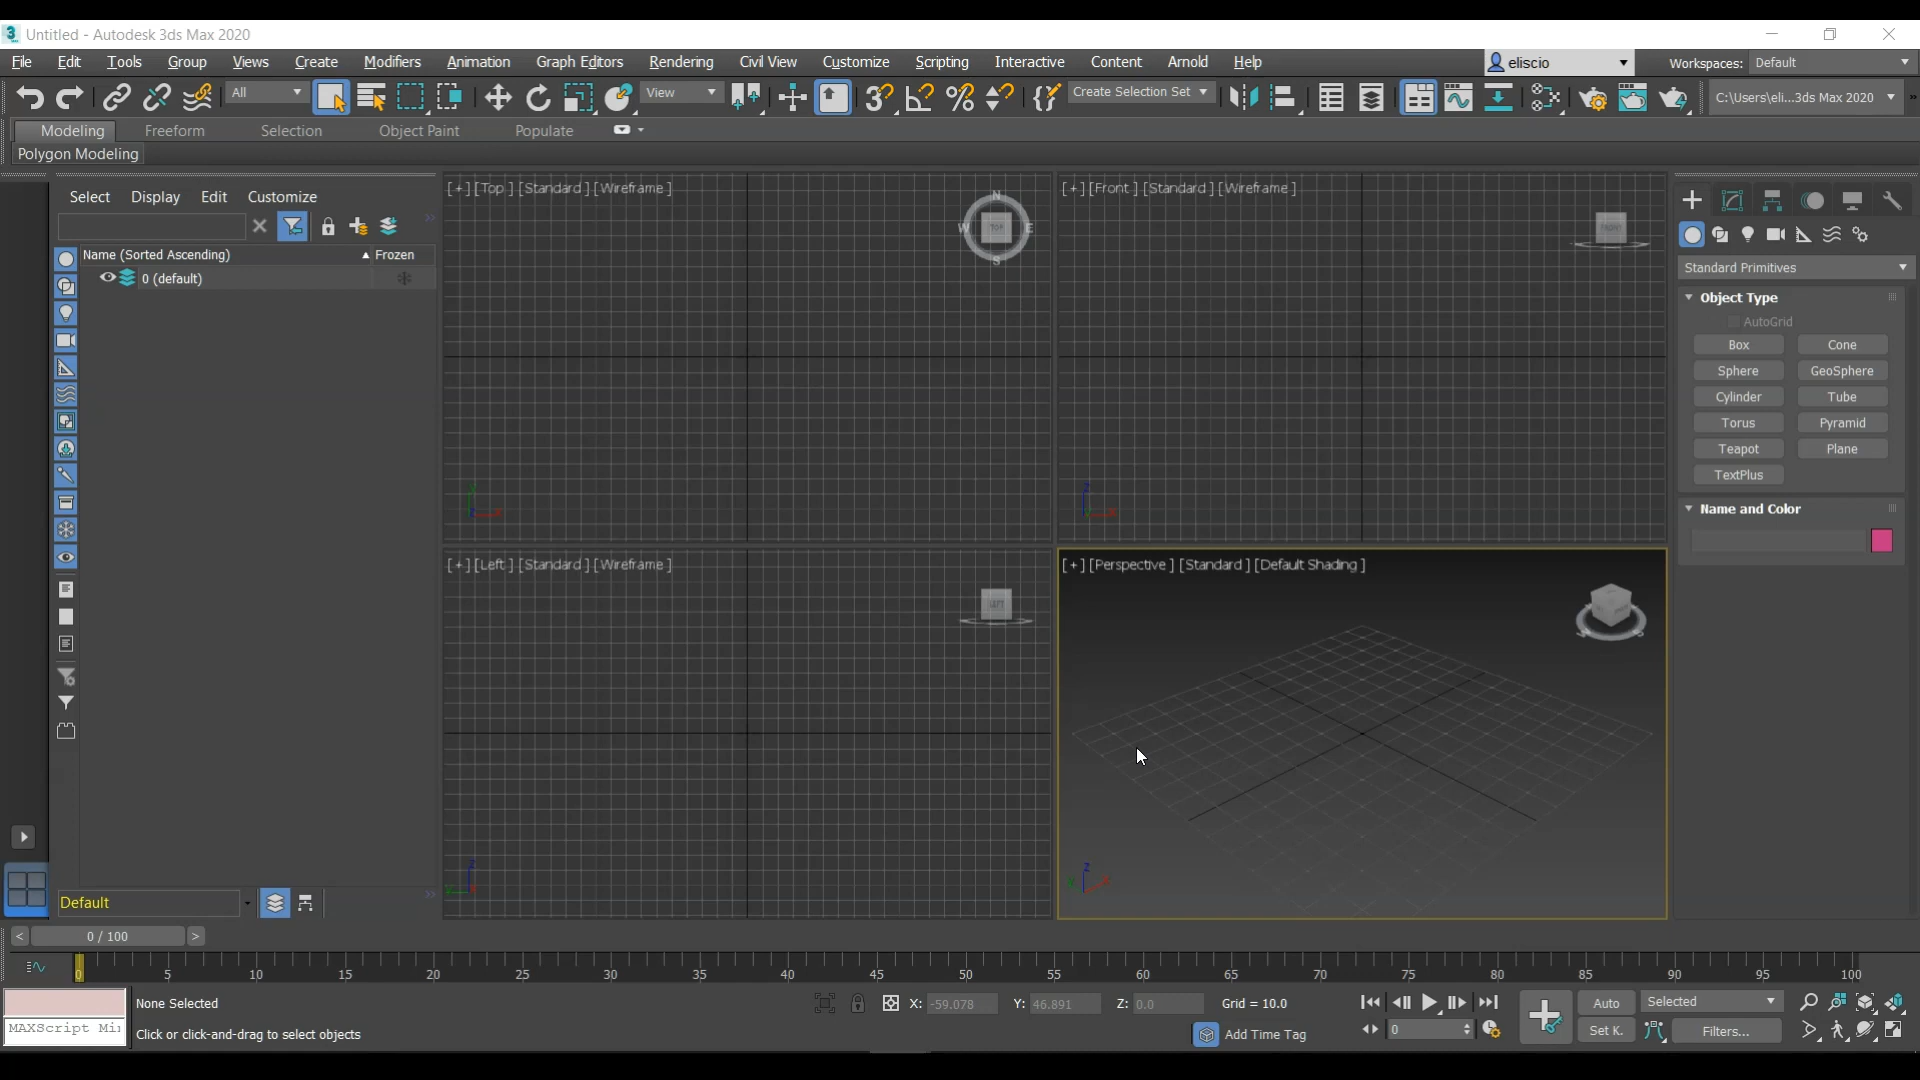 Untitled - Autodesk 3ds Max 2020
File Edit Tools Group Views Create Modifiers Animation Graph Editors Rendering Civil View Customize Scripting Interactive Content Arnold Help eliscio Workspaces: Default
All View Create Selection Set C:\Users\eli...3ds Max 2020
Modeling Freeform Selection Object Paint Populate
Polygon Modeling
Select Display Edit Customize
Name (Sorted Ascending) Frozen
0 (default)
Default
[+] [Top ] [Standard ] [Wireframe ]
N
W TOP E
S
y
z x
[+] [Front ] [Standard ] [Wireframe ]
FRONT
z
x
[+] [Left ] [Standard ] [Wireframe ]
LEFT
z
y
[+] [Perspective ] [Standard ] [Default Shading ]
z
y x
Standard Primitives
Object Type
AutoGrid
Box Cone
Sphere GeoSphere
Cylinder Tube
Torus Pyramid
Teapot Plane
TextPlus
Name and Color
< 0 / 100 >
0 5 10 15 20 25 30 35 40 45 50 55 60 65 70 75 80 85 90 95 100
None Selected X: -59.078 Y: 46.891 Z: 0.0 Grid = 10.0 Auto Selected
MAXScript Mi: Click or click-and-drag to select objects Add Time Tag 0 Set K. Filters...